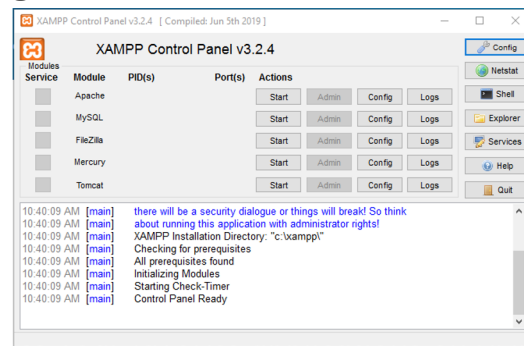 XAMPP Control Panel v3.2.4 [ Compiled: Jun 5th 2019 ]
XAMPP Control Panel v3.2.4
Config
Modules
Service Module PID(s) Port(s) Actions
Netstat
Apache Start Admin Config Logs
Shell
MySQL Start Admin Config Logs
Explorer
FileZilla Start Admin Config Logs
Services
Mercury Start Admin Config Logs
Help
Tomcat Start Admin Config Logs
Quit
10:40:09 AM [main] there will be a security dialogue or things will break! So think
10:40:09 AM [main] about running this application with administrator rights!
10:40:09 AM [main] XAMPP Installation Directory: "c:\xampp\"
10:40:09 AM [main] Checking for prerequisites
10:40:09 AM [main] All prerequisites found
10:40:09 AM [main] Initializing Modules
10:40:09 AM [main] Starting Check-Timer
10:40:09 AM [main] Control Panel Ready